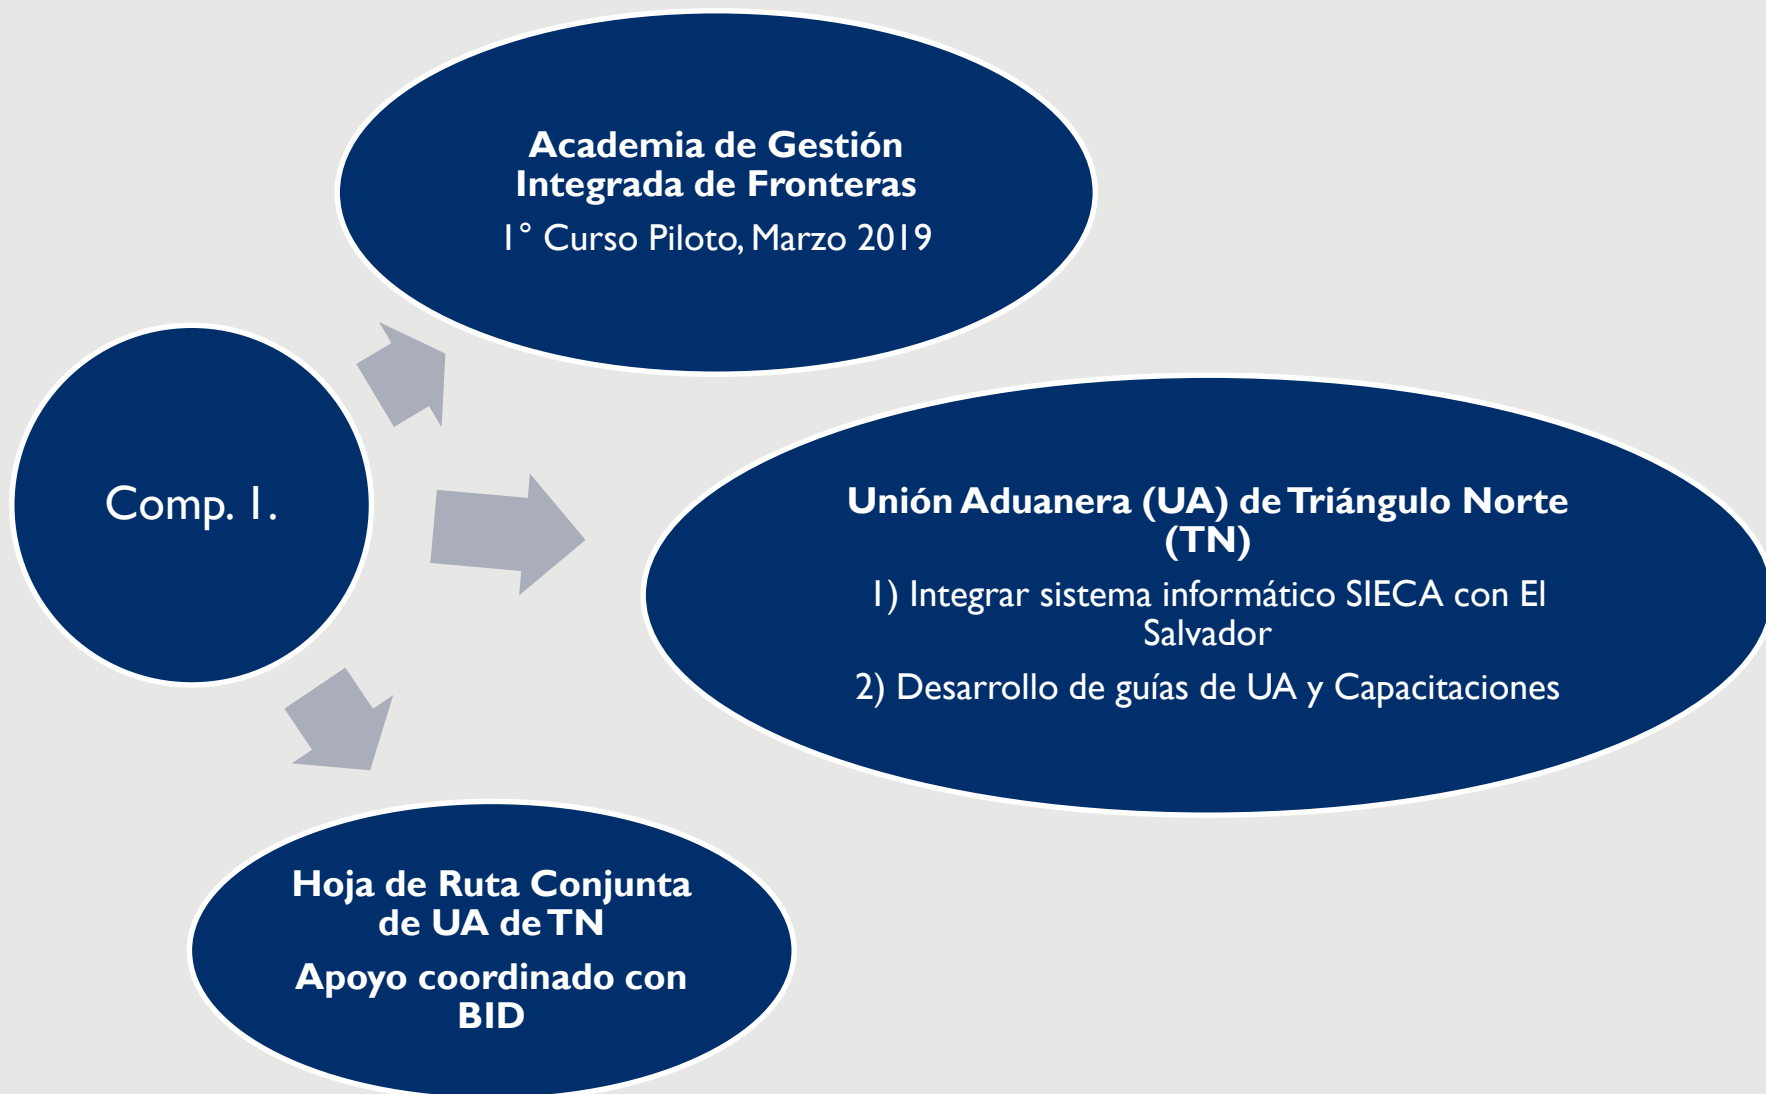 Academia de Gestión
Integrada de Fronteras
1° Curso Piloto, Marzo 2019
Comp. 1.
Unión Aduanera (UA) de Triángulo Norte
(TN)
1) Integrar sistema informático SIECA con El
Salvador
2) Desarrollo de guías de UA y Capacitaciones
Hoja de Ruta Conjunta
de UA de TN
Apoyo coordinado con
BID